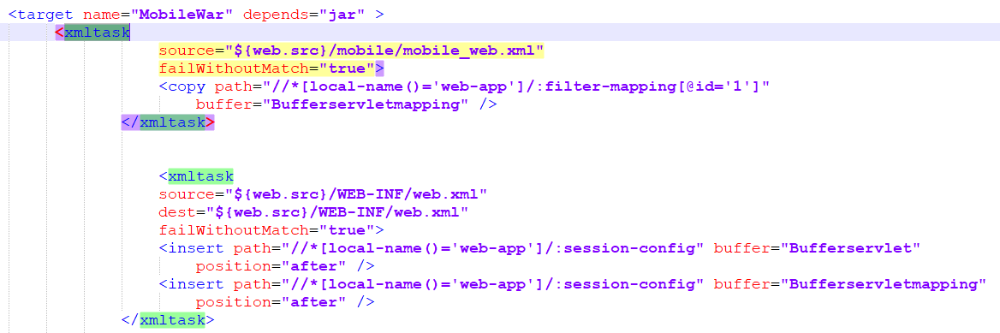 <target name="MobileWar" depends="jar" >
<xmltask
source="${web.src}/mobile/mobile_web.xml"
failWithoutMatch="true">
<copy path="//*[local-name()='web-app']/:filter-mapping[@id='1']"
buffer="Bufferservletmapping" />
</xmltask>
<xmltask
source="${web.src}/WEB-INF/web.xml"
dest="${web.src}/WEB-INF/web.xml"
failWithoutMatch="true">
<insert path="//*[local-name()='web-app']/:session-config" buffer="Bufferservlet"
position="after" />
<insert path="//*[local-name()='web-app']/:session-config" buffer="Bufferservletmapping"
position="after" />
</xmltask>